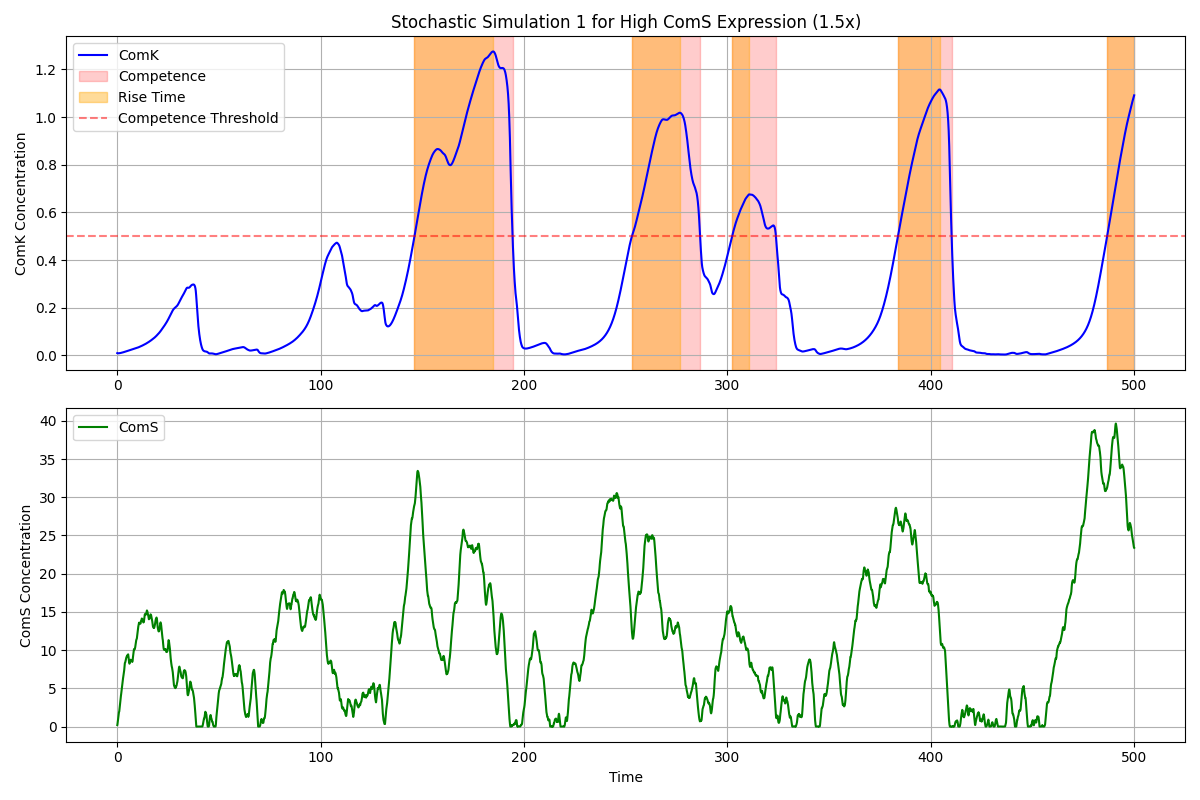 Stochastic Simulation 1 for High ComS Expression (1.5x)
ComK
Competence
Rise Time
Competence Threshold
ComK Concentration
1.2
1.0
0.8
0.6
0.4
0.2
0.0
0 100 200 300 400 500
ComS
ComS Concentration
40
35
30
25
20
15
10
5
0
0 100 200 300 400 500
Time